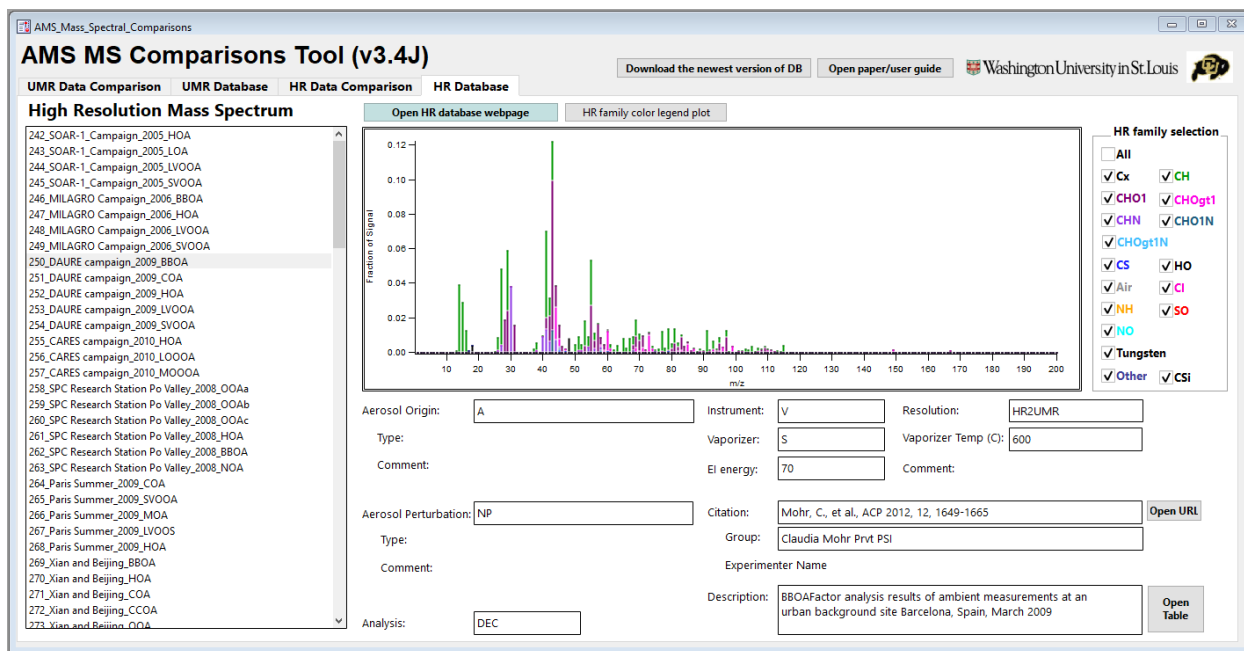 AMS_Mass_Spectral_Comparisons
AMS MS Comparisons Tool (v3.4J)
Download the newest version of DB
Open paper/user guide
Washington University in St. Louis
CU
UMR Data Comparison
UMR Database
HR Data Comparison
HR Database
High Resolution Mass Spectrum
Open HR database webpage
HR family color legend plot
242_SOAR-1_Campaign_2005_HOA
243_SOAR-1_Campaign_2005_LOA
244_SOAR-1_Campaign_2005_LVOOA
245_SOAR-1_Campaign_2005_SVOOA
246_MILAGRO Campaign_2006_BBOA
247_MILAGRO Campaign_2006_HOA
248_MILAGRO Campaign_2006_LVOOA
249_MILAGRO Campaign_2006_SVOOA
250_DAURE campaign_2009_BBOA
251_DAURE campaign_2009_COA
252_DAURE campaign_2009_HOA
253_DAURE campaign_2009_LVOOA
254_DAURE campaign_2009_SVOOA
255_CARES campaign_2010_HOA
256_CARES campaign_2010_LOOOA
257_CARES campaign_2010_MOOOA
258_SPC Research Station Po Valley_2008_OOAa
259_SPC Research Station Po Valley_2008_OOAb
260_SPC Research Station Po Valley_2008_OOAc
261_SPC Research Station Po Valley_2008_HOA
262_SPC Research Station Po Valley_2008_BBOA
263_SPC Research Station Po Valley_2008_NOA
264_Paris Summer_2009_COA
265_Paris Summer_2009_SVOOA
266_Paris Summer_2009_MOA
267_Paris Summer_2009_LVOOS
268_Paris Summer_2009_HOA
269_Xian and Beijing_BBOA
270_Xian and Beijing_HOA
271_Xian and Beijing_COA
272_Xian and Beijing_CCOA
273_Xian and Beijing_OOA
Fraction of Signal
0.12
0.10
0.08
0.06
0.04
0.02
0.00
10 20 30 40 50 60 70 80 90 100 110 120 130 140 150 160 170 180 190 200
m/z
HR family selection
All
Cx CH
CHO1 CHOgt1
CHN CHO1N
CHOgt1N
CS HO
Air Cl
NH SO
NO
Tungsten
Other CSi
Aerosol Origin: A
Type:
Comment:
Instrument: V
Resolution: HR2UMR
Vaporizer: S
Vaporizer Temp (C): 600
EI energy: 70
Comment:
Aerosol Perturbation: NP
Type:
Comment:
Analysis: DEC
Citation: Mohr, C., et al., ACP 2012, 12, 1649-1665
Open URL
Group: Claudia Mohr Prvt PSI
Experimenter Name
Description: BBOAFactor analysis results of ambient measurements at an
urban background site Barcelona, Spain, March 2009
Open
Table